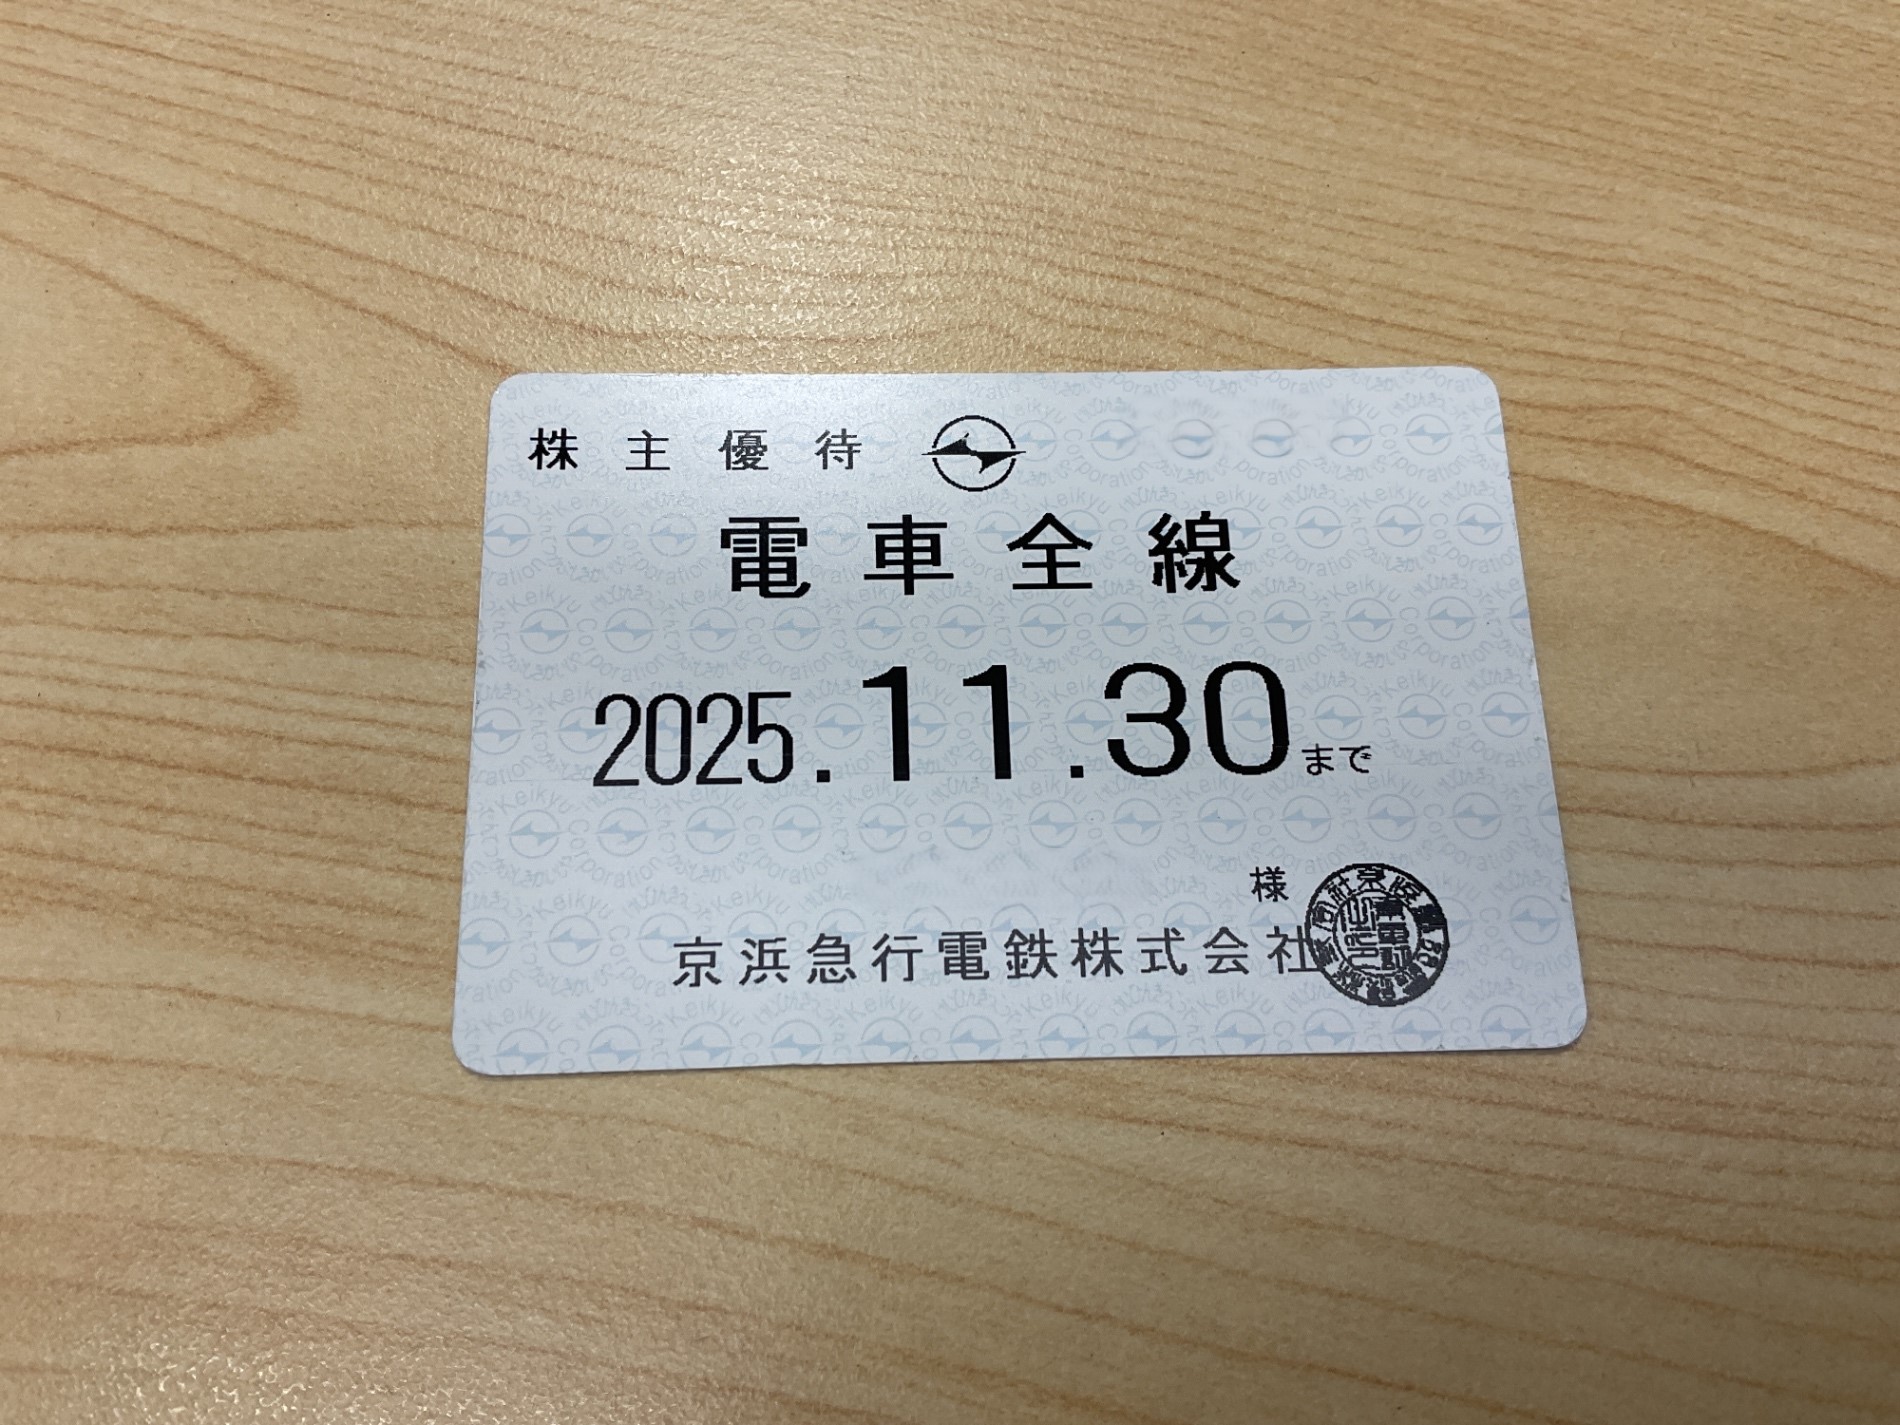 株主優待
電車全線
2025.11.30まで
様
京浜急行電鉄株式会社